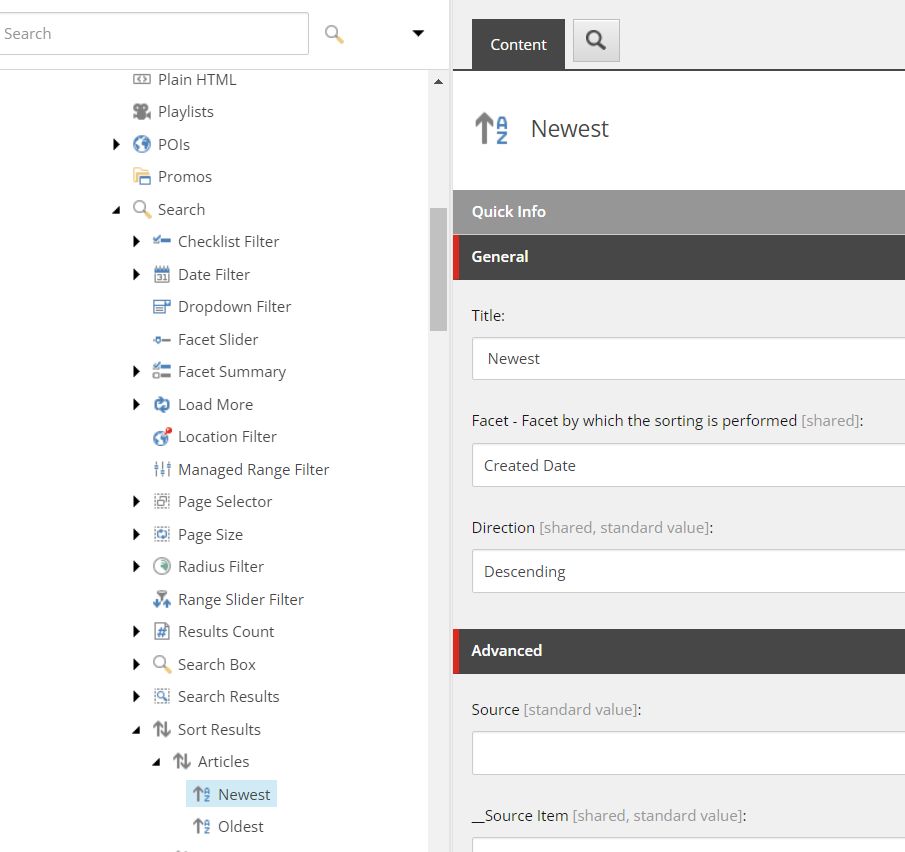 Search
Plain HTML
Playlists
POIs
Promos
Search
Checklist Filter
Date Filter
Dropdown Filter
Facet Slider
Facet Summary
Load More
Location Filter
Managed Range Filter
Page Selector
Page Size
Radius Filter
Range Slider Filter
Results Count
Search Box
Search Results
Sort Results
Articles
Newest
Oldest
Content
Newest
Quick Info
General
Title:
Newest
Facet - Facet by which the sorting is performed [shared]:
Created Date
Direction [shared, standard value]:
Descending
Advanced
Source [standard value]:
__Source Item [shared, standard value]: